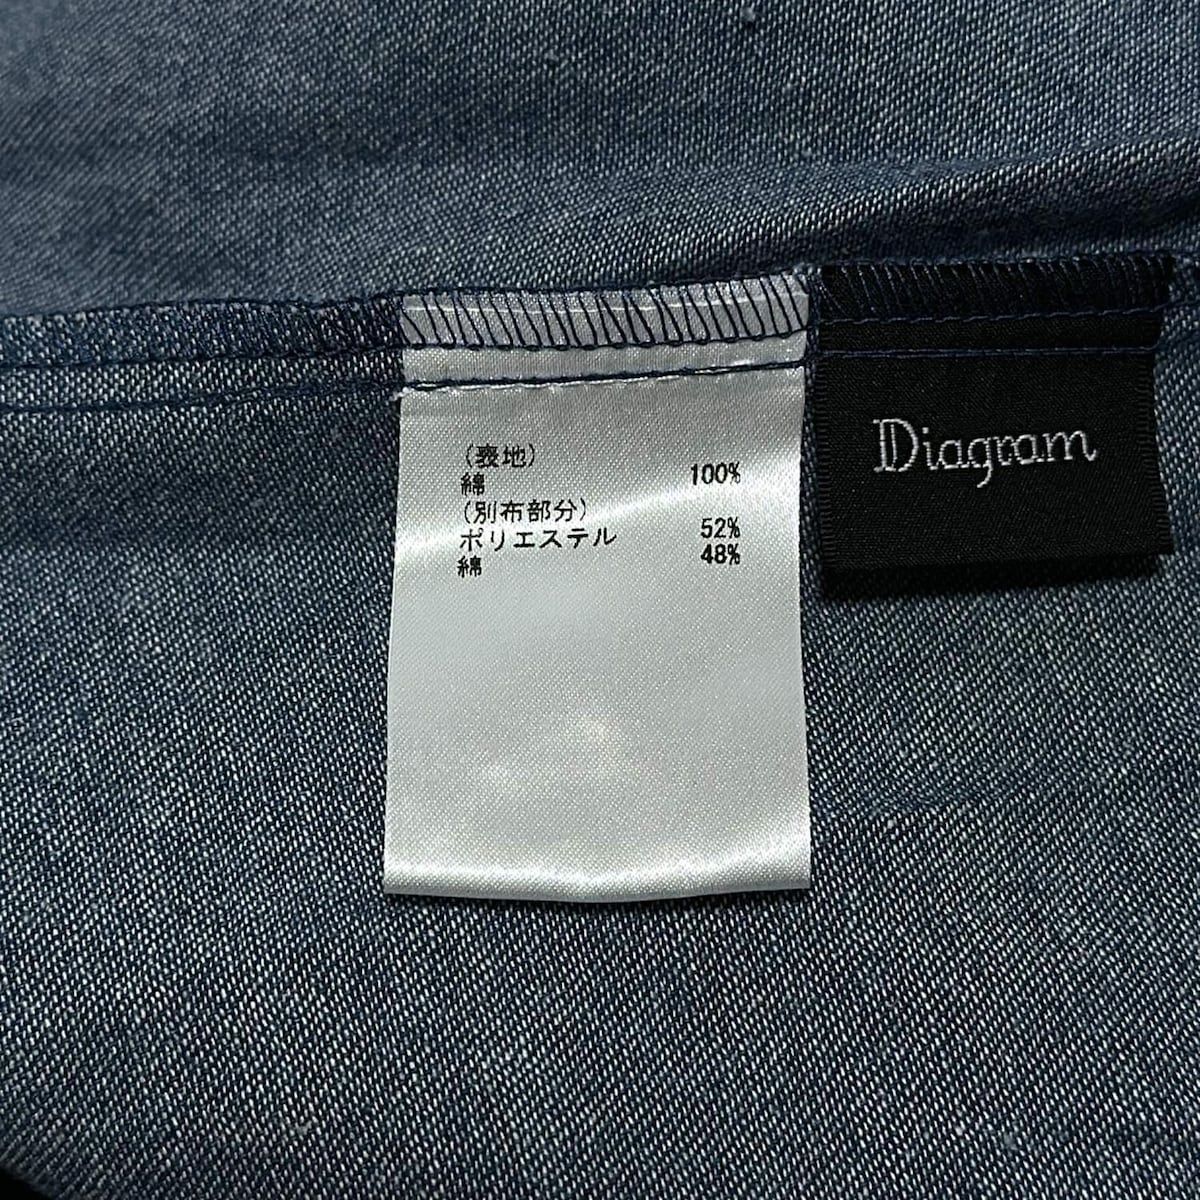 (表地)
綿 100%
(別布部分)
ポリエステル 52%
綿 48%
Diagram